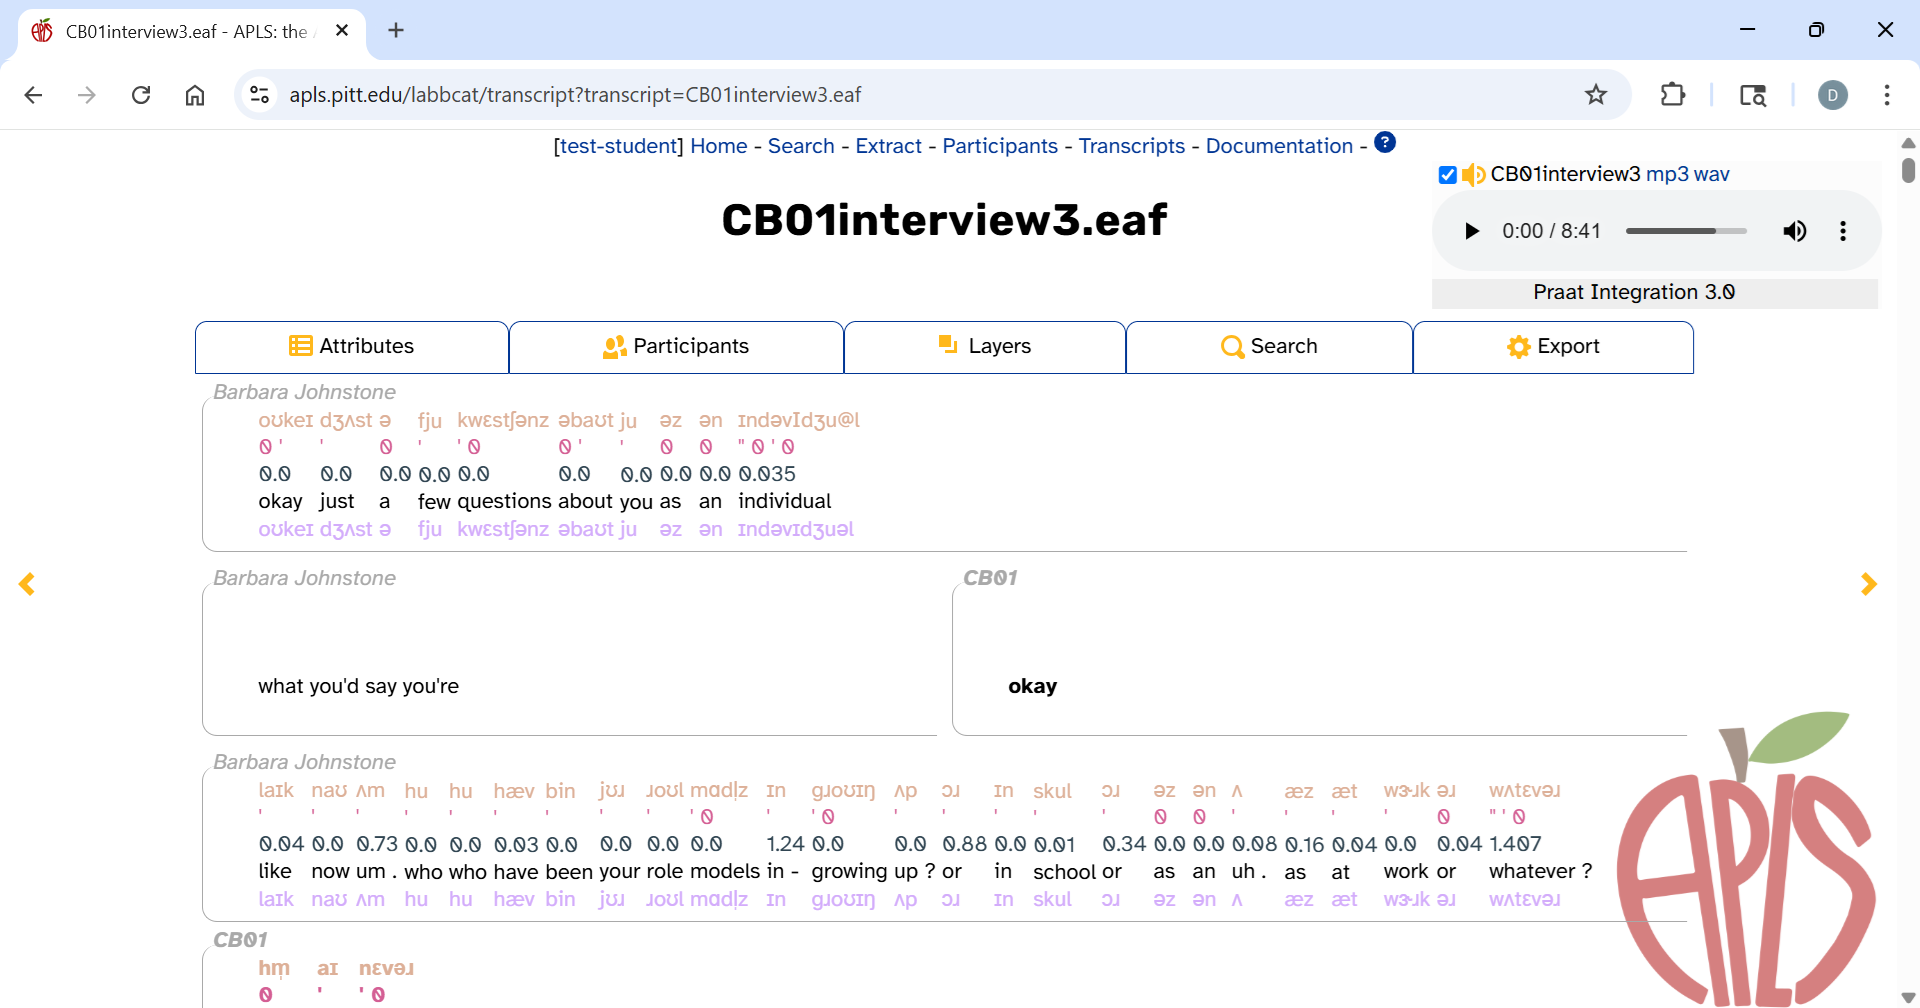 CB01interview3.eaf - APLS: the
apls.pitt.edu/labbcat/transcript?transcript=CB01interview3.eaf
D
[test-student] Home - Search - Extract - Participants - Transcripts - Documentation - ?
CB01interview3 mp3 wav
CB01interview3.eaf
0:00 / 8:41
Praat Integration 3.0
Attributes Participants Layers Search Export
Barbara Johnstone
oʊkeɪ dʒʌst ə fju kwɛstʃənz əbaʊt ju əz ən ɪndəvɪdʒu@l
0 ' ' 0 ' ' 0 0 ' ' 0 0 " 0 ' 0
0.0 0.0 0.0 0.0 0.0 0.0 0.0 0.0 0.0 0.035
okay just a few questions about you as an individual
oʊkeɪ dʒʌst ə fju kwɛstʃənz əbaʊt ju əz ən ɪndəvɪdʒuəl
Barbara Johnstone
what you'd say you're
CB01
okay
Barbara Johnstone
laɪk naʊ ʌm hu hu hæv bin jʊɹ ɹoʊl mɑdl̩z ɪn ɡɹoʊɪŋ ʌp ɔɹ ɪn skul ɔɹ əz ən ʌ æz æt wɝɹk əɹ wʌtɛvəɹ
' ' ' ' ' ' ' ' ' ' 0 ' ' 0 ' ' ' ' ' 0 0 ' ' ' ' 0 " ' 0
0.04 0.0 0.73 0.0 0.0 0.03 0.0 0.0 0.0 0.0 1.24 0.0 0.0 0.88 0.0 0.01 0.34 0.0 0.0 0.08 0.16 0.04 0.0 0.04 1.407
like now um . who who have been your role models in - growing up ? or in school or as an uh . as at work or whatever ?
laɪk naʊ ʌm hu hu hæv bin jʊɹ ɹoʊl mɑdl̩z ɪn ɡɹoʊɪŋ ʌp ɔɹ ɪn skul ɔɹ əz ən ʌ æz æt wɝɹk əɹ wʌtɛvəɹ
CB01
hm̩ aɪ nɛvəɹ
0 ' ' 0
APLS